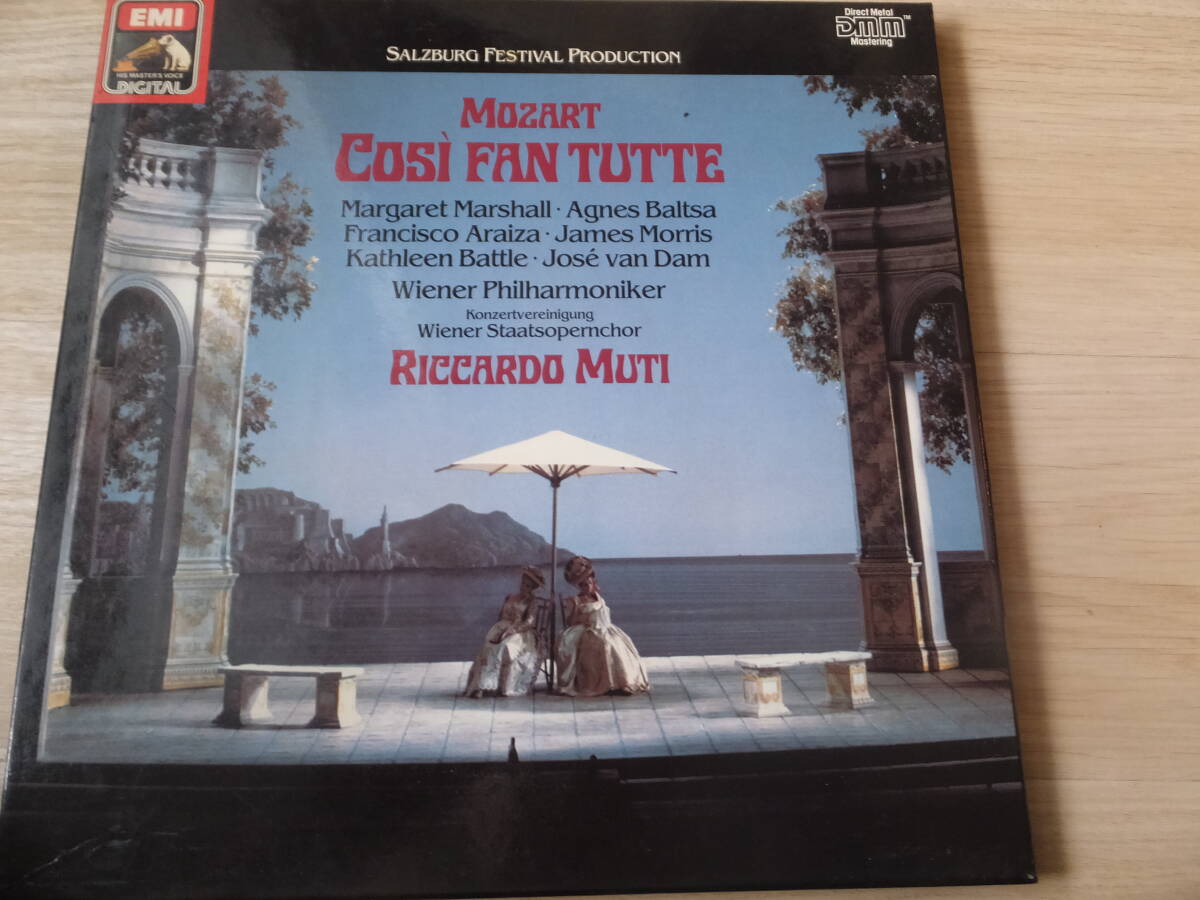 EMI
HIS MASTER'S VOICE
DIGITAL
Direct Metal
DMM™
Mastering
SALZBURG FESTIVAL PRODUCTION
MOZART
COSÌ FAN TUTTE
Margaret Marshall · Agnes Baltsa
Francisco Araiza · James Morris
Kathleen Battle · José van Dam
Wiener Philharmoniker
Konzertvereinigung
Wiener Staatsopernchor
RICCARDO MUTI